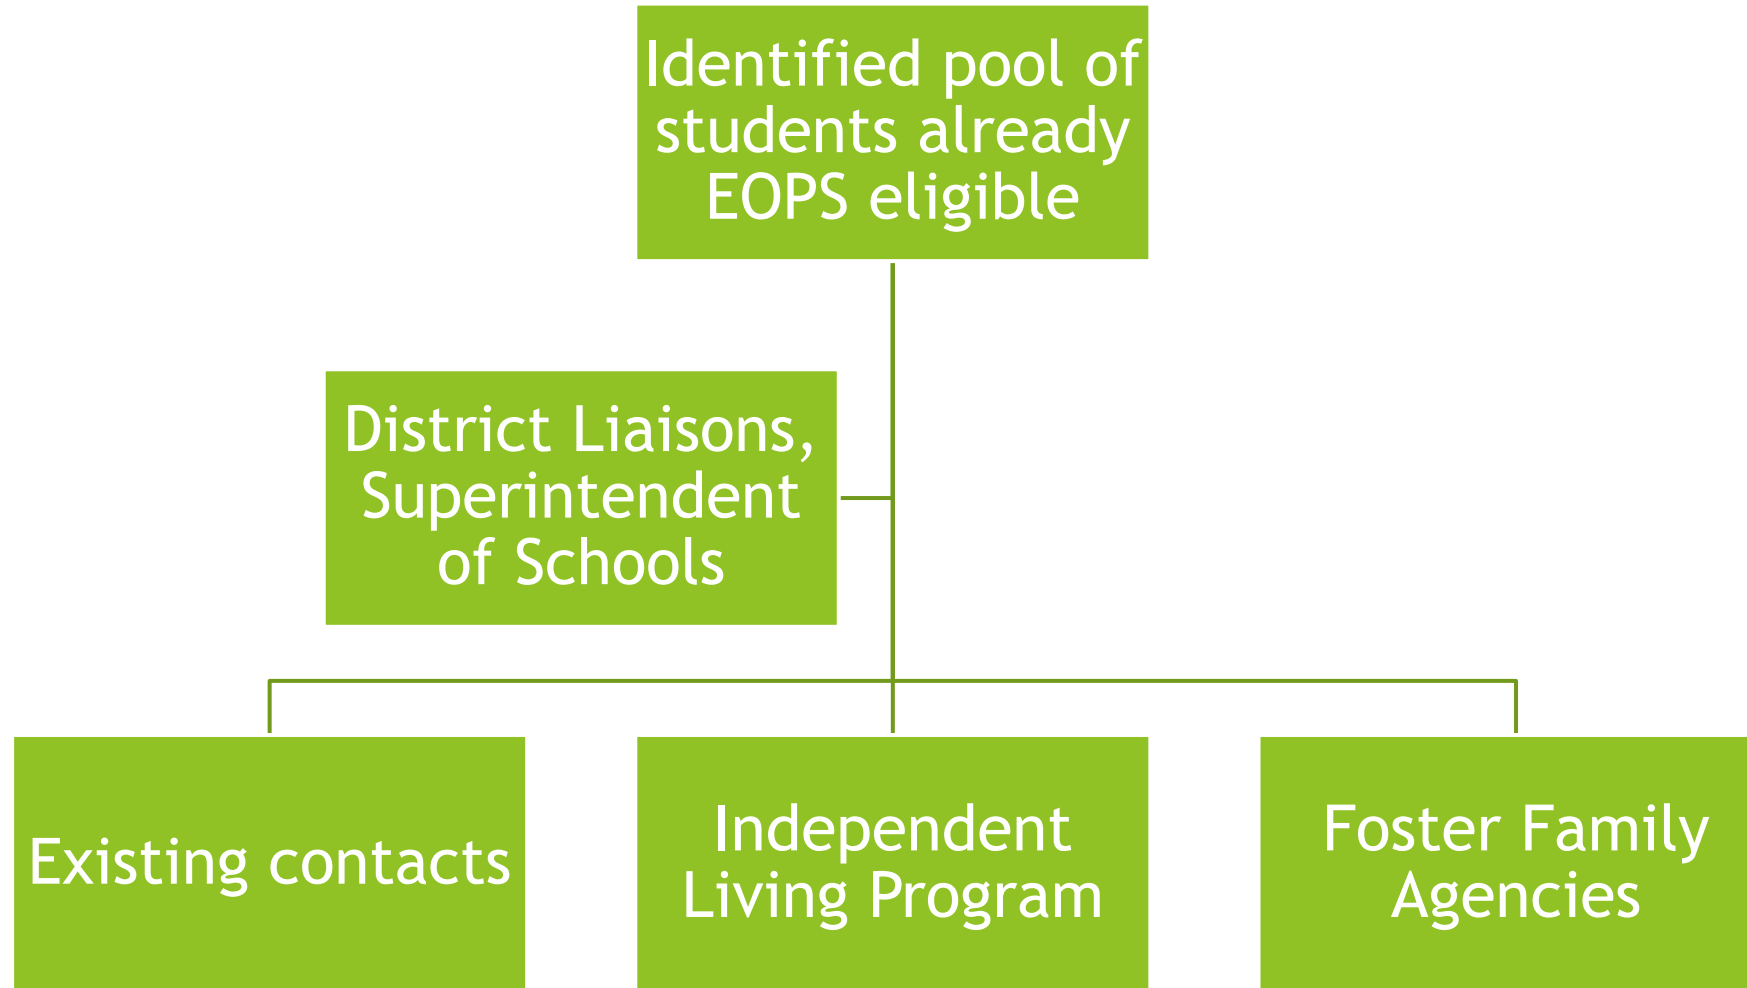 Identified pool of
students already
EOPS eligible
District Liaisons,
Superintendent
of Schools
Existing contacts
Independent
Living Program
Foster Family
Agencies